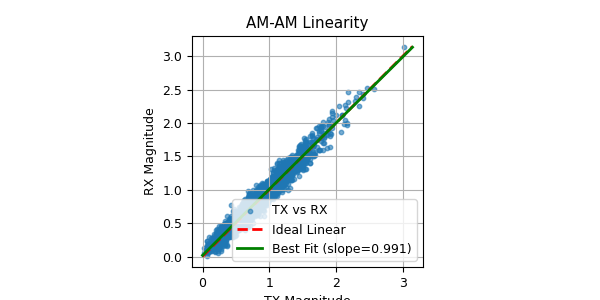 AM-AM Linearity
RX Magnitude
3.0
2.5
2.0
1.5
1.0
0.5
0.0
TX vs RX
Ideal Linear
Best Fit (slope=0.991)
0
1
2
3
TX Magnitude